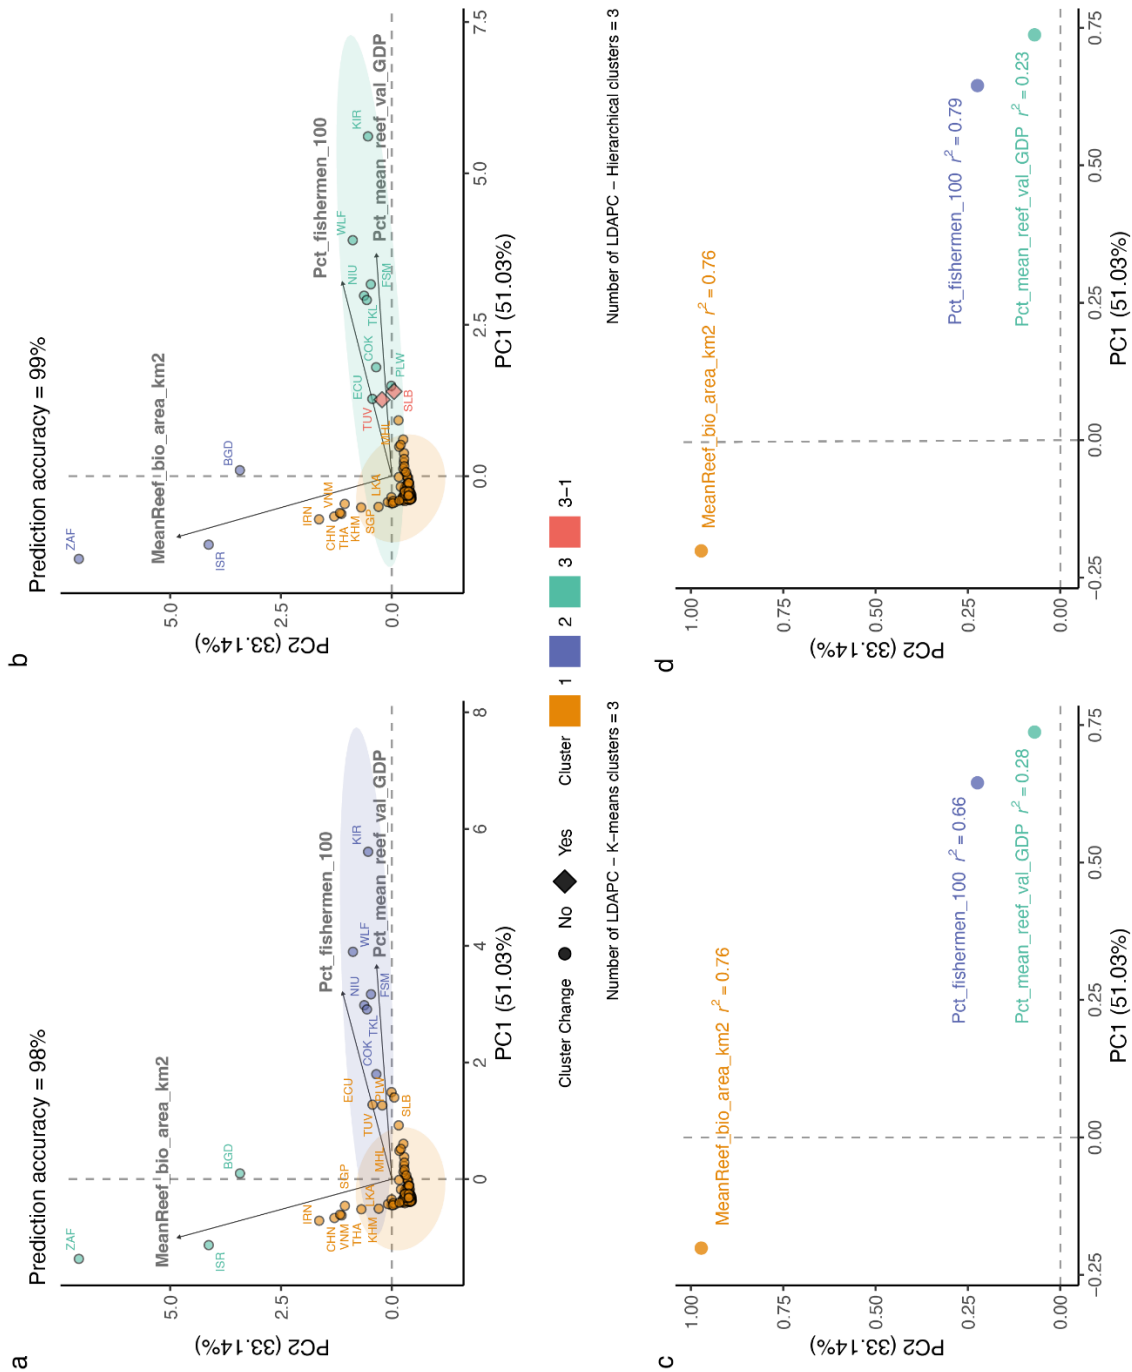 a
Prediction accuracy = 98%
ZAF
ISR
BGD
MeanReef_bio_area_km2
IRN
CHN
VNM
THA
KHM
SGP
LKA
MHL
TUV
ECU
PLW
SLB
COK
TKL
NIU
FSM
WLF
KIR
Pct_fishermen_100
Pct_mean_reef_val_GDP
5.0
2.5
0.0
PC2 (33.14%)
0
2
4
6
8
PC1 (51.03%)
b
Prediction accuracy = 99%
ZAF
ISR
BGD
MeanReef_bio_area_km2
IRN
CHN
THA
VNM
KHM
SGP
LKA
MHL
TUV
SLB
ECU
PLW
COK
TKL
NIU
FSM
WLF
KIR
Pct_fishermen_100
Pct_mean_reef_val_GDP
5.0
2.5
0.0
PC2 (33.14%)
0.0
2.5
5.0
7.5
PC1 (51.03%)
Cluster Change No Yes Cluster 1 2 3 3−1
c
Number of LDAPC − K−means clusters = 3
MeanReef_bio_area_km2 r² = 0.76
Pct_fishermen_100 r² = 0.66
Pct_mean_reef_val_GDP r² = 0.28
1.00
0.75
0.50
0.25
0.00
PC2 (33.14%)
−0.25
0.00
0.25
0.50
0.75
PC1 (51.03%)
d
Number of LDAPC − Hierarchical clusters = 3
MeanReef_bio_area_km2 r² = 0.76
Pct_fishermen_100 r² = 0.79
Pct_mean_reef_val_GDP r² = 0.23
1.00
0.75
0.50
0.25
0.00
PC2 (33.14%)
−0.25
0.00
0.25
0.50
0.75
PC1 (51.03%)